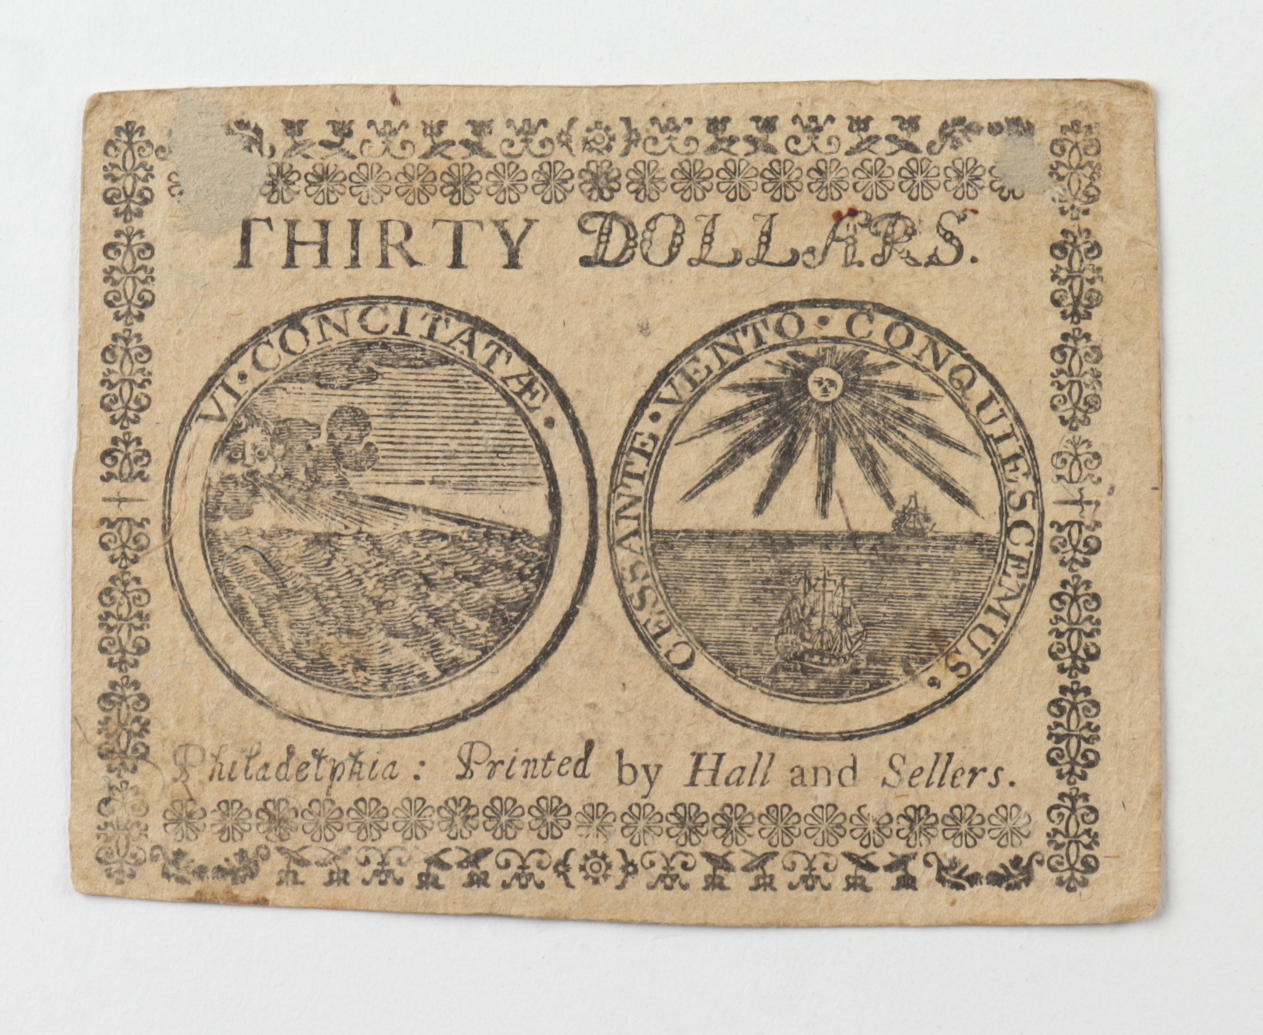 THIRTY DOLLARS.
VI·CONCITATÆ·
CESSANTE·VENTO·CONQUIESCEMUS·
Philadelphia: Printed by Hall and Sellers.